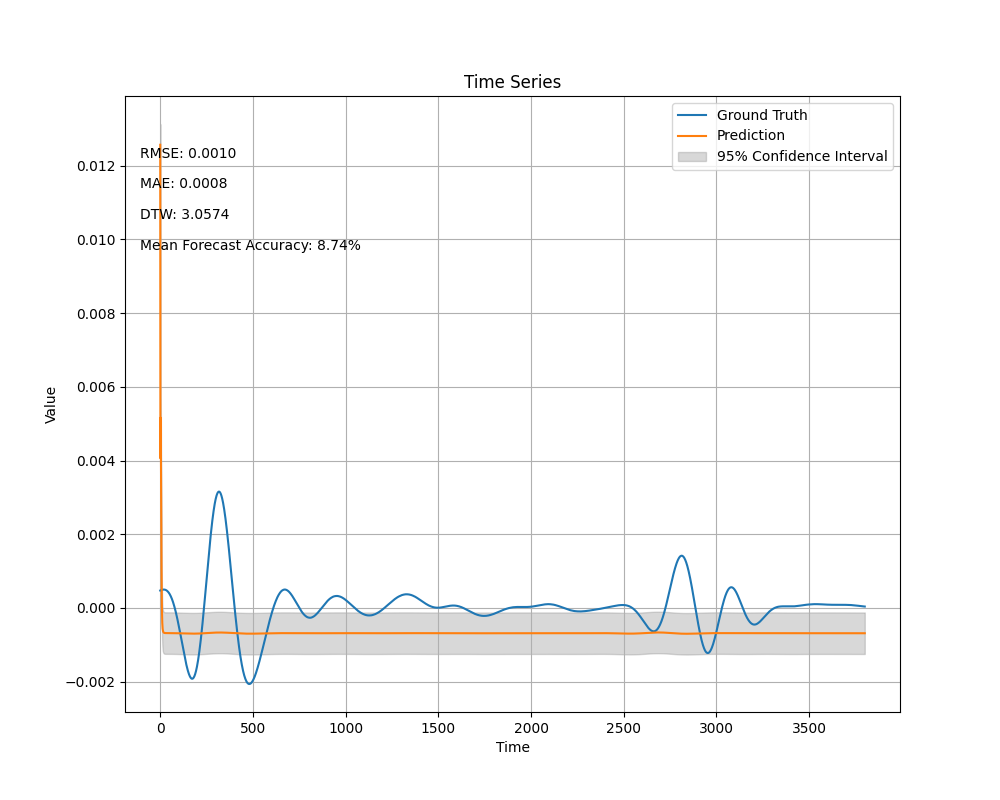 Time Series
Ground Truth
Prediction
95% Confidence Interval
RMSE: 0.0010
MAE: 0.0008
DTW: 3.0574
Mean Forecast Accuracy: 8.74%
0.012
0.010
0.008
0.006
0.004
0.002
0.000
−0.002
Value
0 500 1000 1500 2000 2500 3000 3500
Time